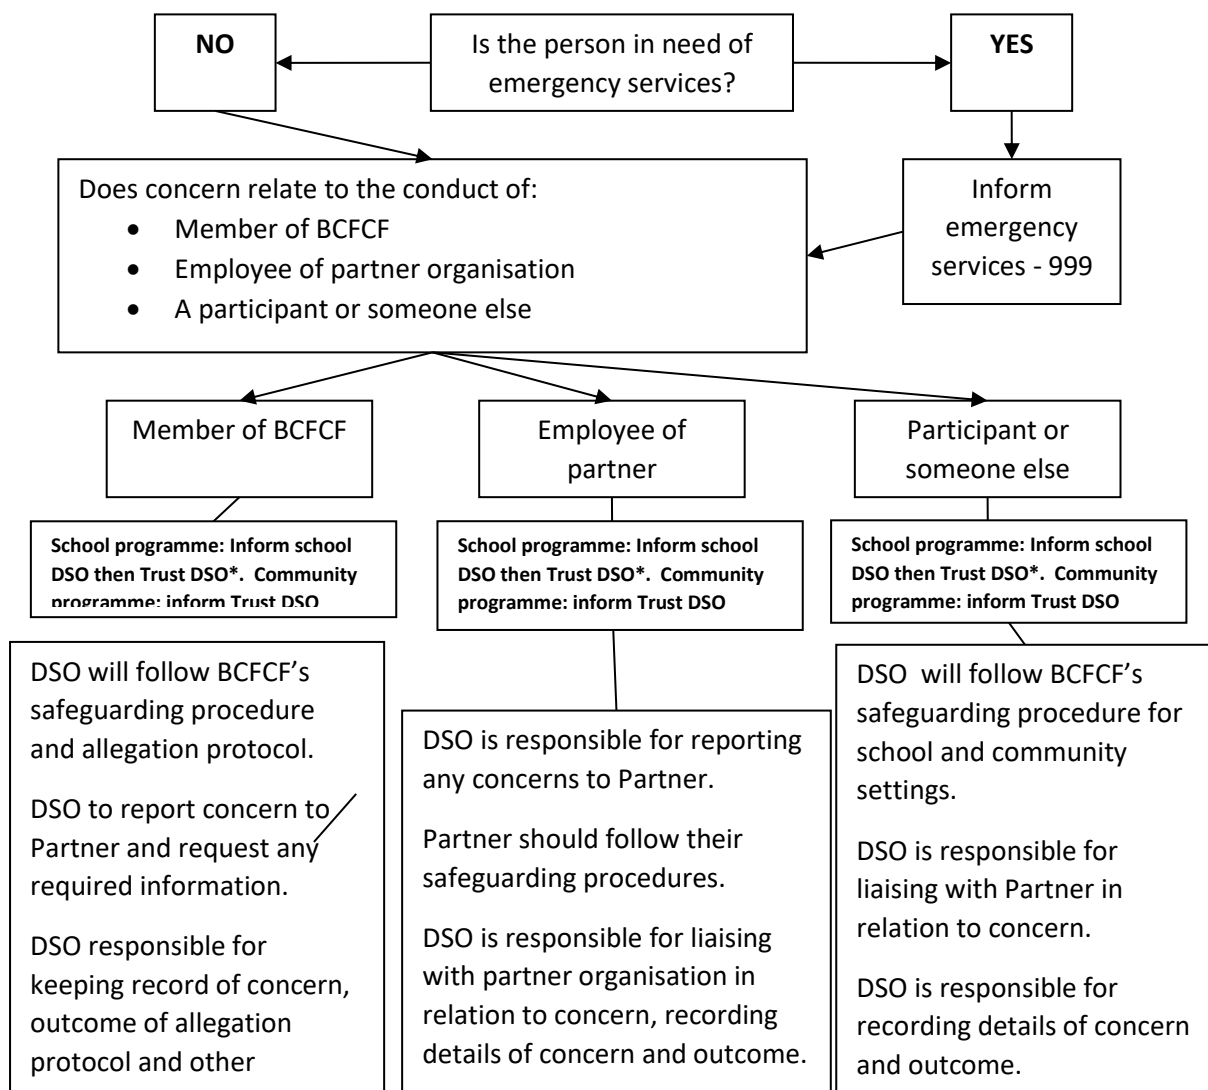 NO
Is the person in need of
emergency services?
YES
Does concern relate to the conduct of:
• Member of BCFCF
• Employee of partner organisation
• A participant or someone else
Inform
emergency
services - 999
Member of BCFCF
Employee of
partner
Participant or
someone else
School programme: Inform school
DSO then Trust DSO*. Community
programme: inform Trust DSO
School programme: Inform school
DSO then Trust DSO*. Community
programme: inform Trust DSO
School programme: Inform school
DSO then Trust DSO*. Community
programme: inform Trust DSO
DSO will follow BCFCF’s
safeguarding procedure
and allegation protocol.
DSO to report concern to
Partner and request any
required information.
DSO responsible for
keeping record of concern,
outcome of allegation
protocol and other
DSO is responsible for reporting
any concerns to Partner.
Partner should follow their
safeguarding procedures.
DSO is responsible for liaising
with partner organisation in
relation to concern, recording
details of concern and outcome.
DSO will follow BCFCF’s
safeguarding procedure for
school and community
settings.
DSO is responsible for
liaising with Partner in
relation to concern.
DSO is responsible for
recording details of concern
and outcome.